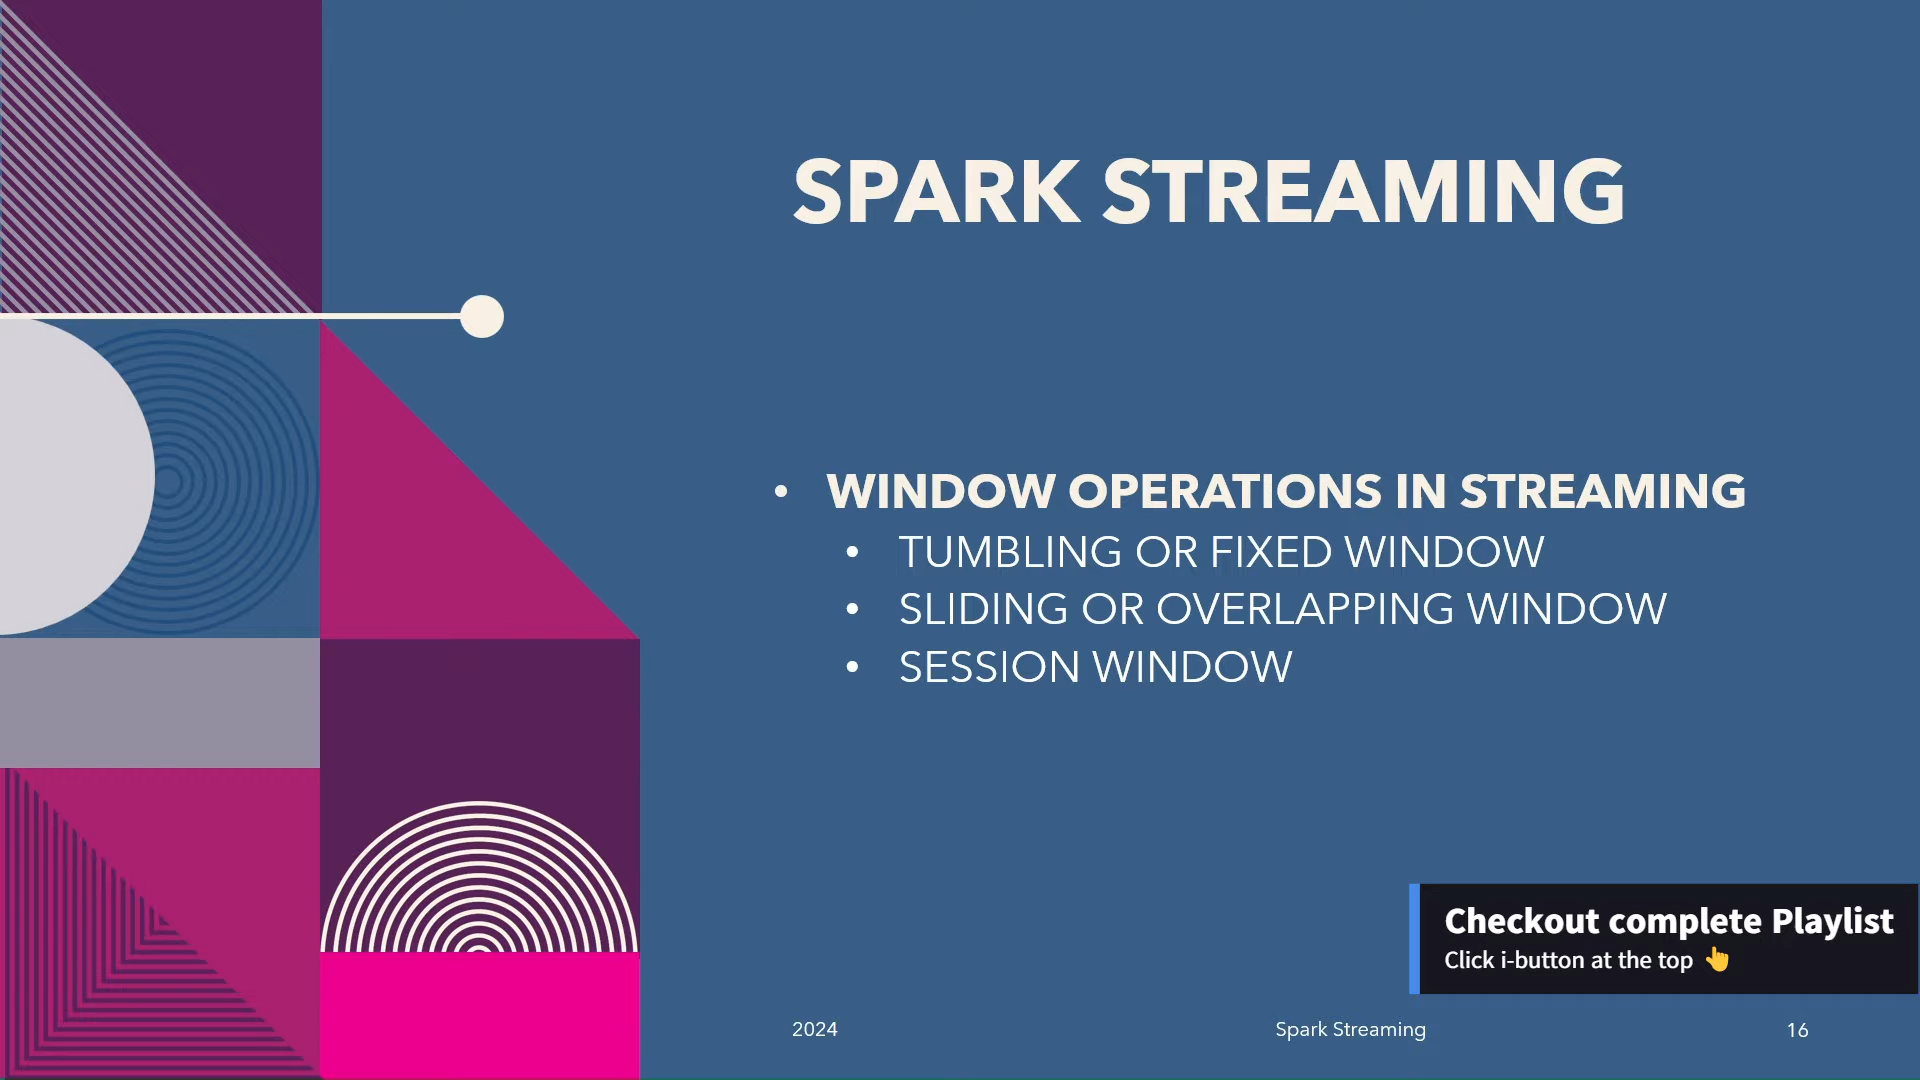 SPARK STREAMING
• WINDOW OPERATIONS IN STREAMING
• TUMBLING OR FIXED WINDOW
• SLIDING OR OVERLAPPING WINDOW
• SESSION WINDOW
Checkout complete Playlist
Click i-button at the top 👆
2024
Spark Streaming
16